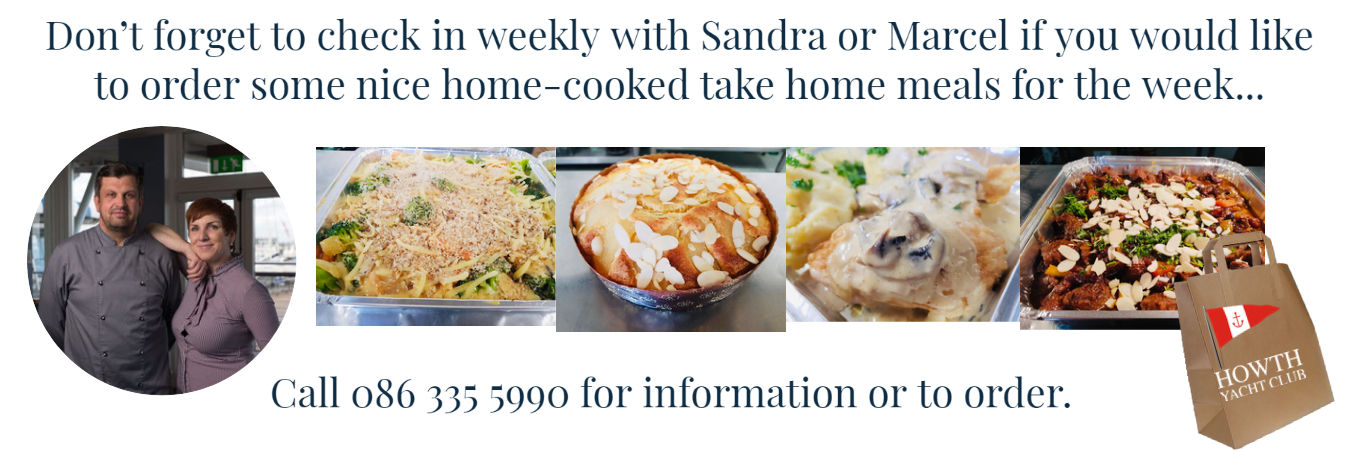 Don’t forget to check in weekly with Sandra or Marcel if you would like
to order some nice home-cooked take home meals for the week...
Call 086 335 5990 for information or to order.
HOWTH
YACHT CLUB